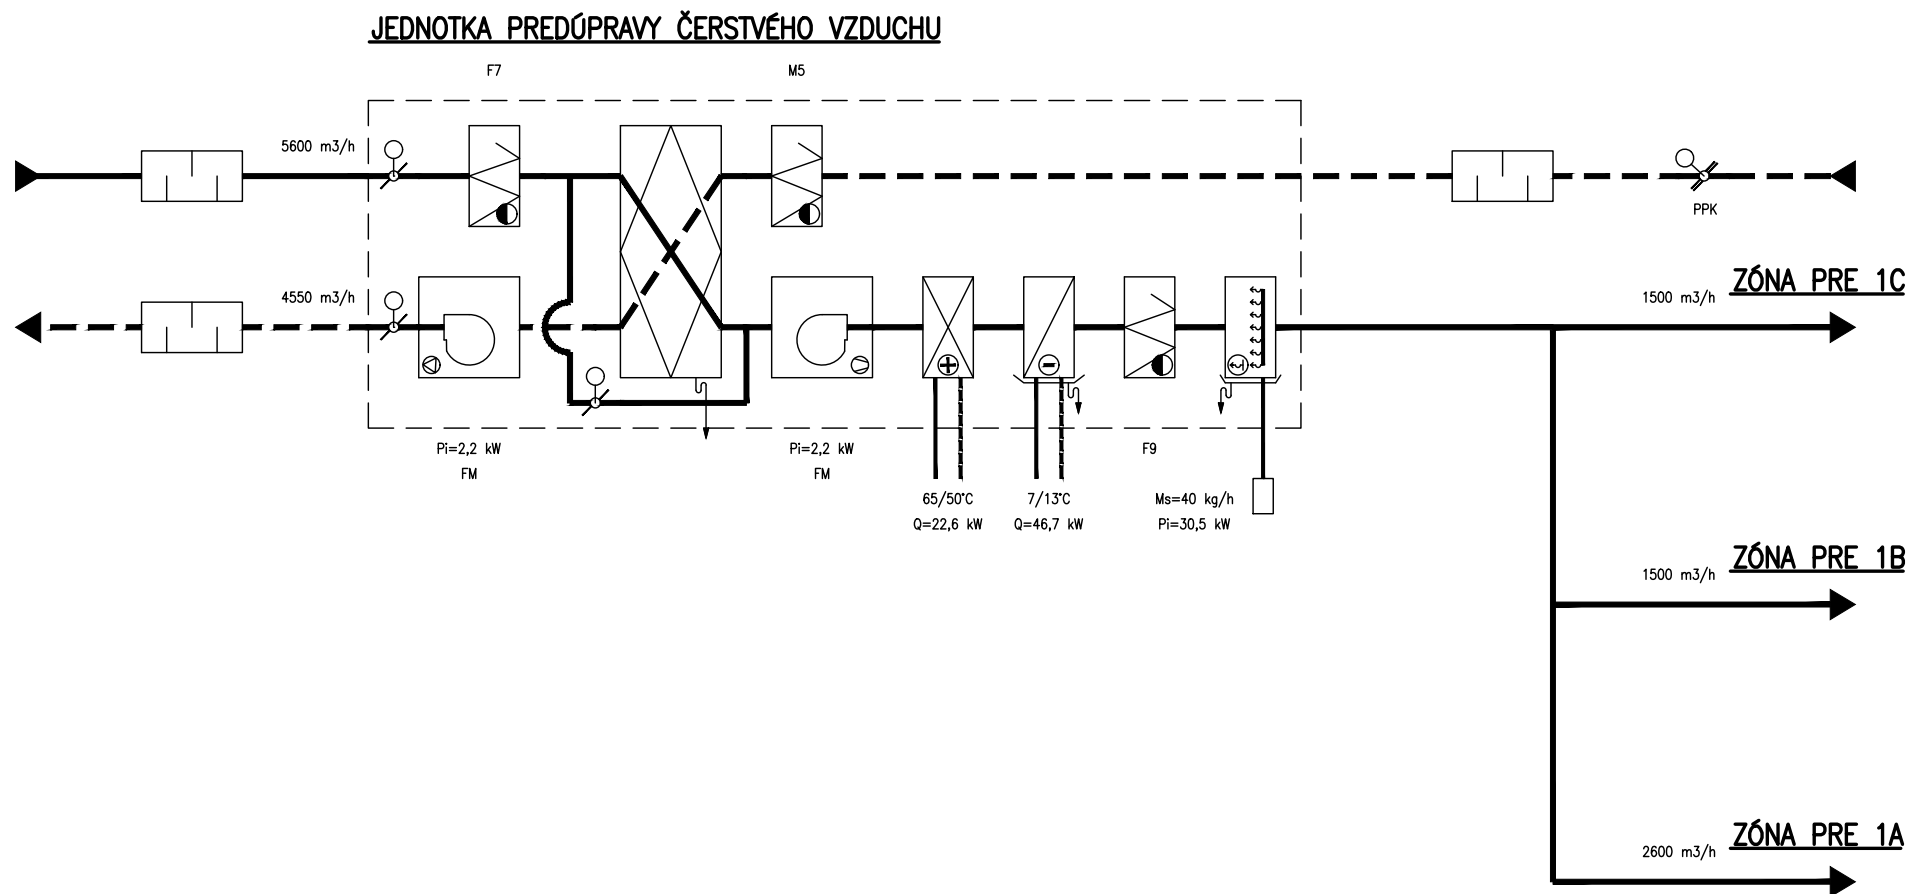 JEDNOTKA PREDÚPRAVY ČERSTVÉHO VZDUCHU
F7
M5
5600 m3/h
PPK
4550 m3/h
1500 m3/h
ZÓNA PRE 1C
Pi=2,2 kW
FM
Pi=2,2 kW
FM
F9
65/50°C
Q=22,6 kW
7/13°C
Q=46,7 kW
Ms=40 kg/h
Pi=30,5 kW
1500 m3/h
ZÓNA PRE 1B
2600 m3/h
ZÓNA PRE 1A